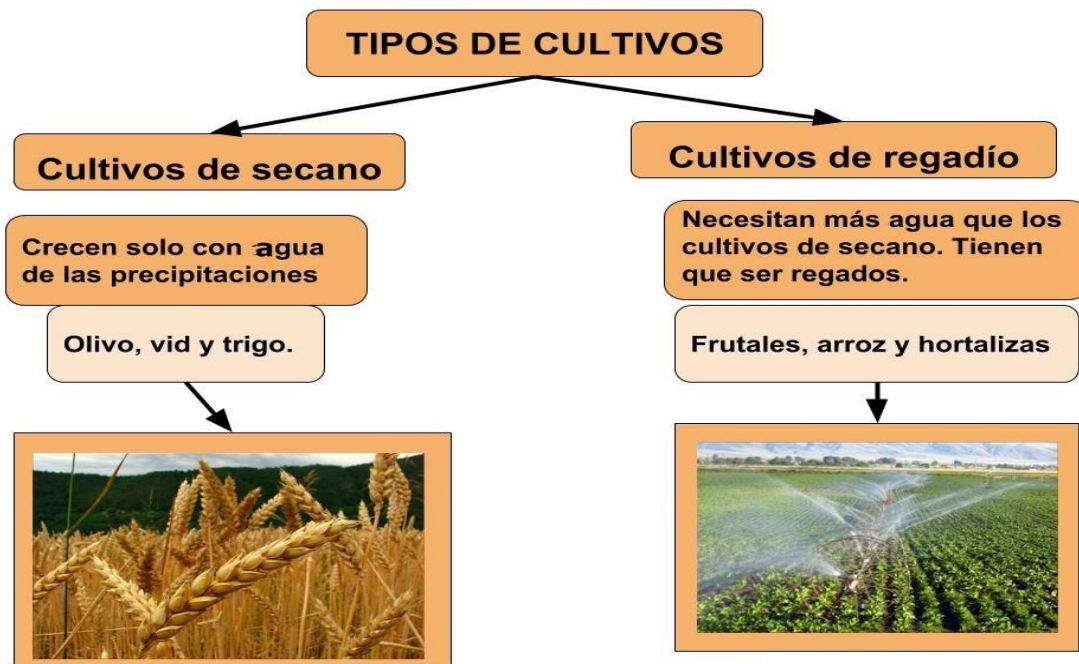 TIPOS DE CULTIVOS
Cultivos de secano
Cultivos de regadío
Crecen solo con agua
de las precipitaciones
Necesitan más agua que los
cultivos de secano. Tienen
que ser regados.
Olivo, vid y trigo.
Frutales, arroz y hortalizas